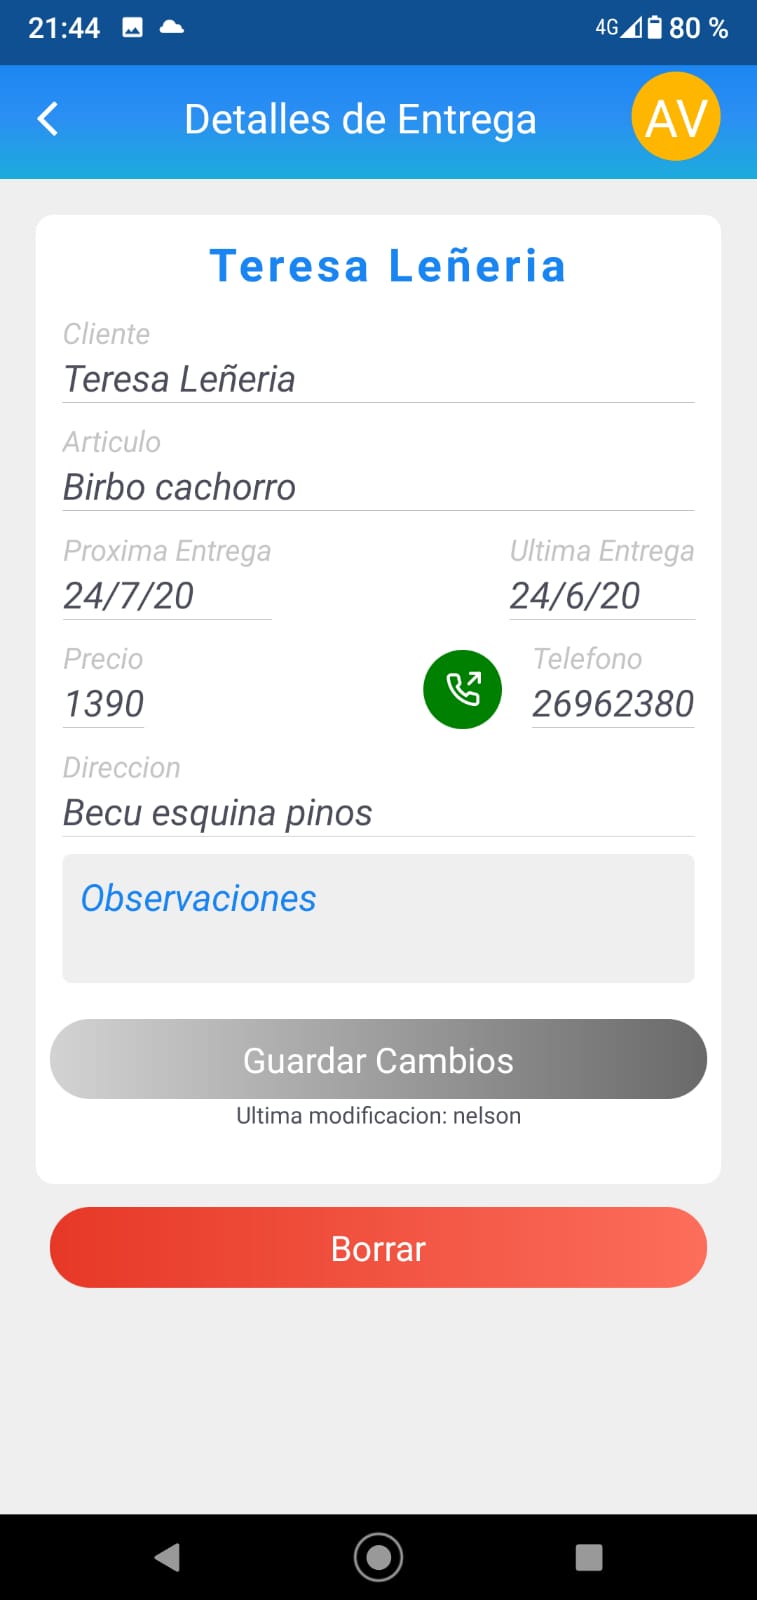 21:44
4G 80 %
Detalles de Entrega
AV
Teresa Leñeria
Cliente
Teresa Leñeria
Articulo
Birbo cachorro
Proxima Entrega Ultima Entrega
24/7/20 24/6/20
Precio Telefono
1390 26962380
Direccion
Becu esquina pinos
Observaciones
Guardar Cambios
Ultima modificacion: nelson
Borrar